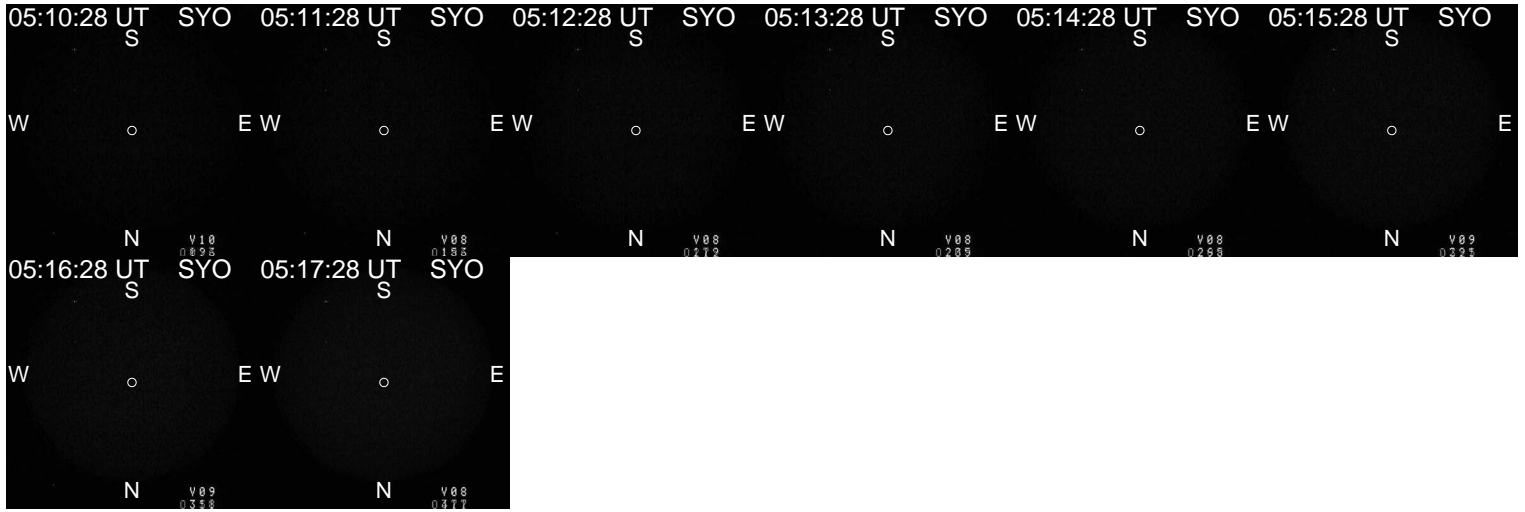 05:10:28 UT SYO
S
W E
N
V10
05:11:28 UT SYO
S
W E
N
V08
05:12:28 UT SYO
S
W E
N
V08
05:13:28 UT SYO
S
W E
N
V08
05:14:28 UT SYO
S
W E
N
V08
05:15:28 UT SYO
S
W E
N
V09
05:16:28 UT SYO
S
W E
N
V09
05:17:28 UT SYO
S
W E
N
V08